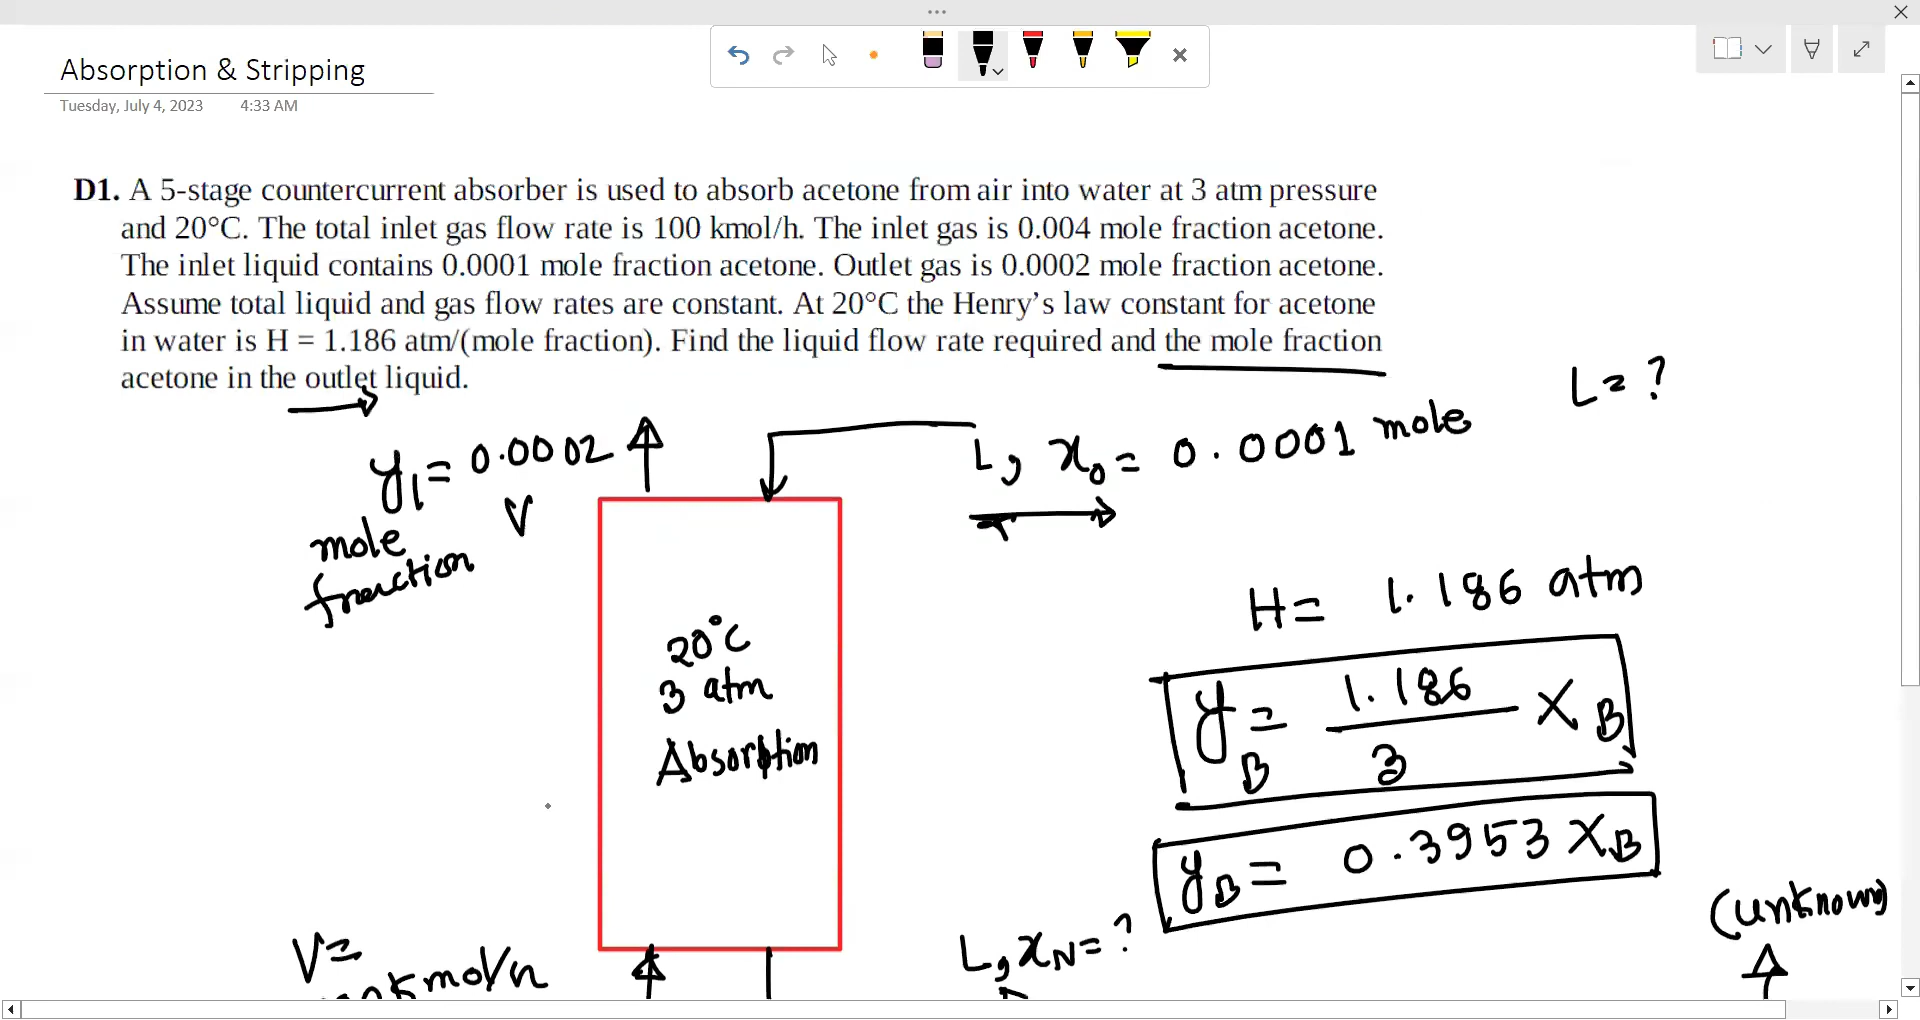 Absorption & Stripping
Tuesday, July 4, 2023 4:33 AM
D1. A 5-stage countercurrent absorber is used to absorb acetone from air into water at 3 atm pressure
and 20°C. The total inlet gas flow rate is 100 kmol/h. The inlet gas is 0.004 mole fraction acetone.
The inlet liquid contains 0.0001 mole fraction acetone. Outlet gas is 0.0002 mole fraction acetone.
Assume total liquid and gas flow rates are constant. At 20°C the Henry's law constant for acetone
in water is H = 1.186 atm/(mole fraction). Find the liquid flow rate required and the mole fraction
acetone in the outlet liquid.
L = ?
y1 = 0.0002
V
mole
fraction
L, x0 = 0.0001 mole
20°C
3 atm
Absorption
H = 1.186 atm
yB = 1.186/3 xB
yB = 0.3953 xB
(unknown)
V =
kmol/h
L, xN = ?